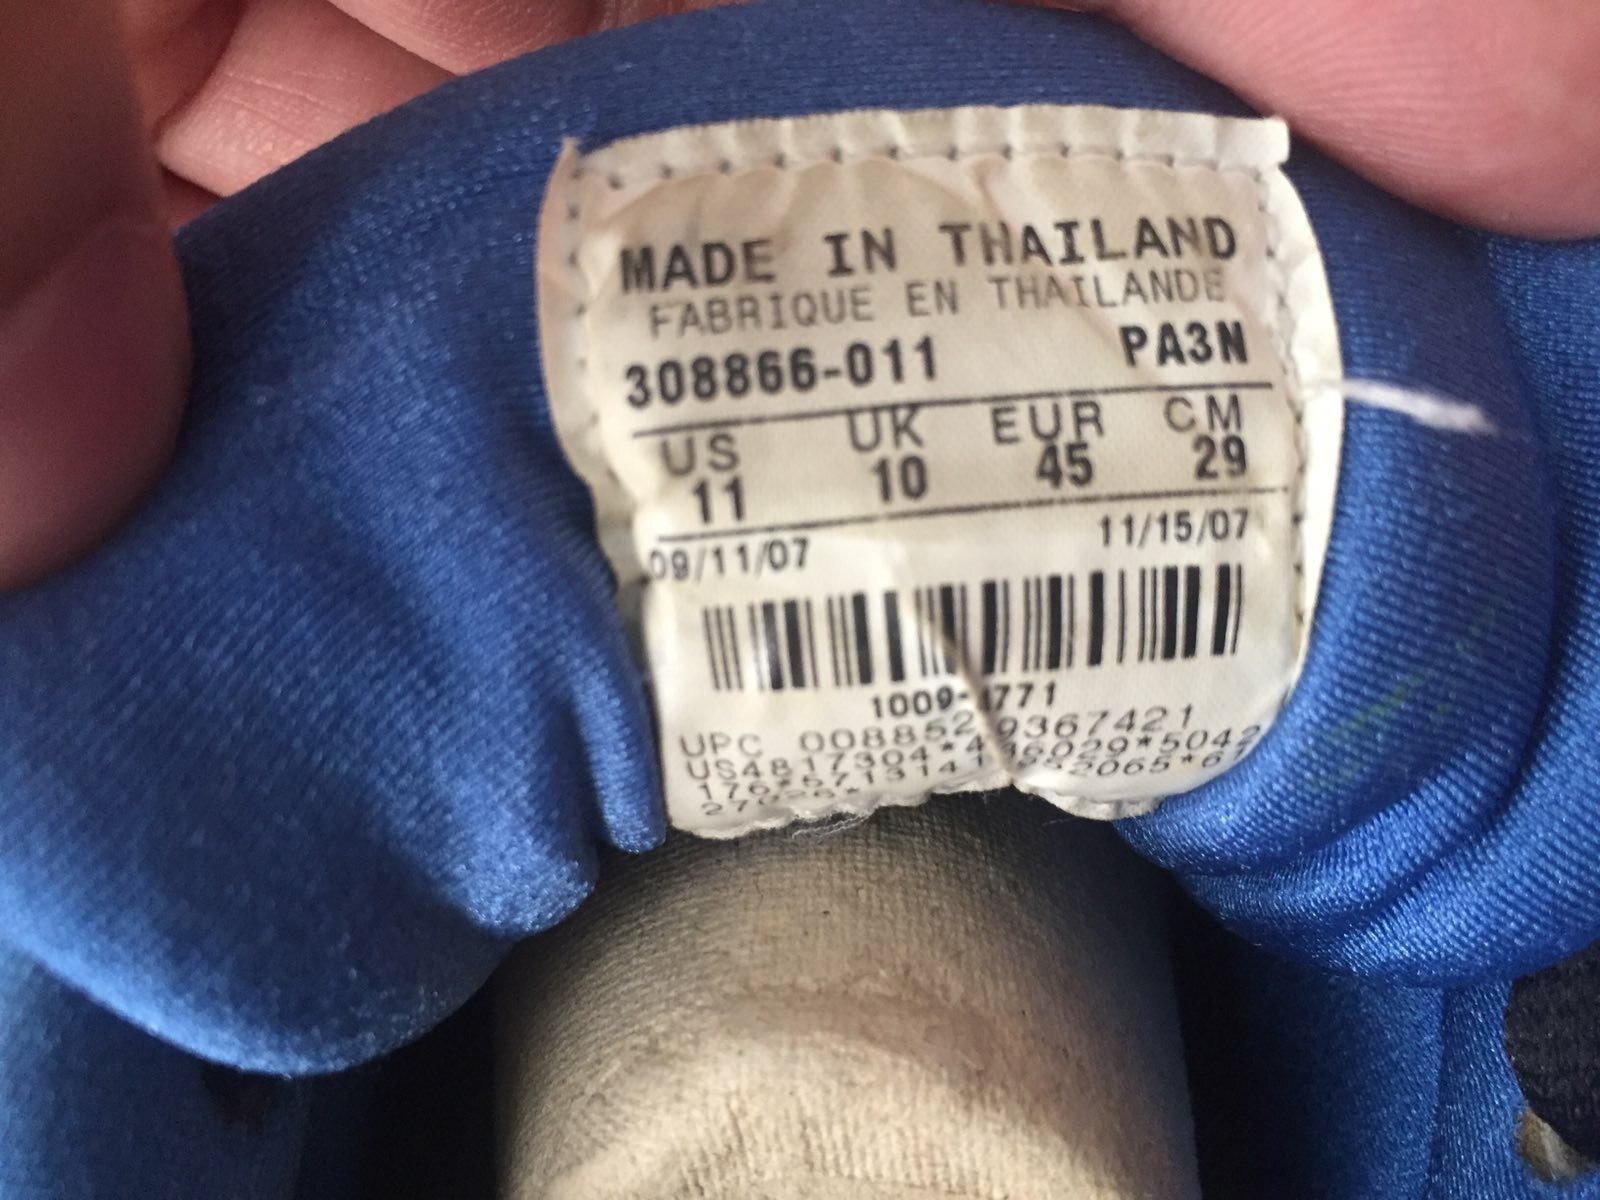 MADE IN THAILAND
FABRIQUE EN THAILANDE
308866-011 PA3N
US UK EUR CM
11 10 45 29
09/11/07 11/15/07
UPC